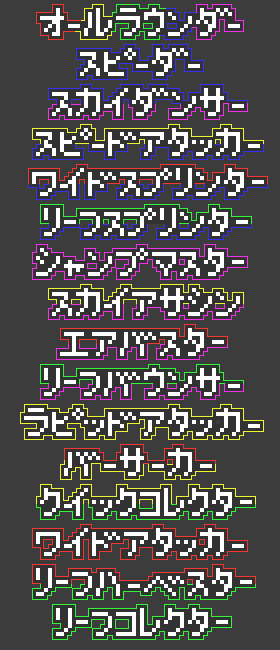 オールラウンダー
スピーダー
スカイダンサー
スピードアタッカー
ワイドスプリンター
リーフスプリンター
ジャンプマスター
スカイアサシン
エアバスター
リーフバウンサー
ラピッドアタッカー
バーサーカー
クイックコレクター
ワイドアタッカー
リーフハーベスター
リーフコレクター